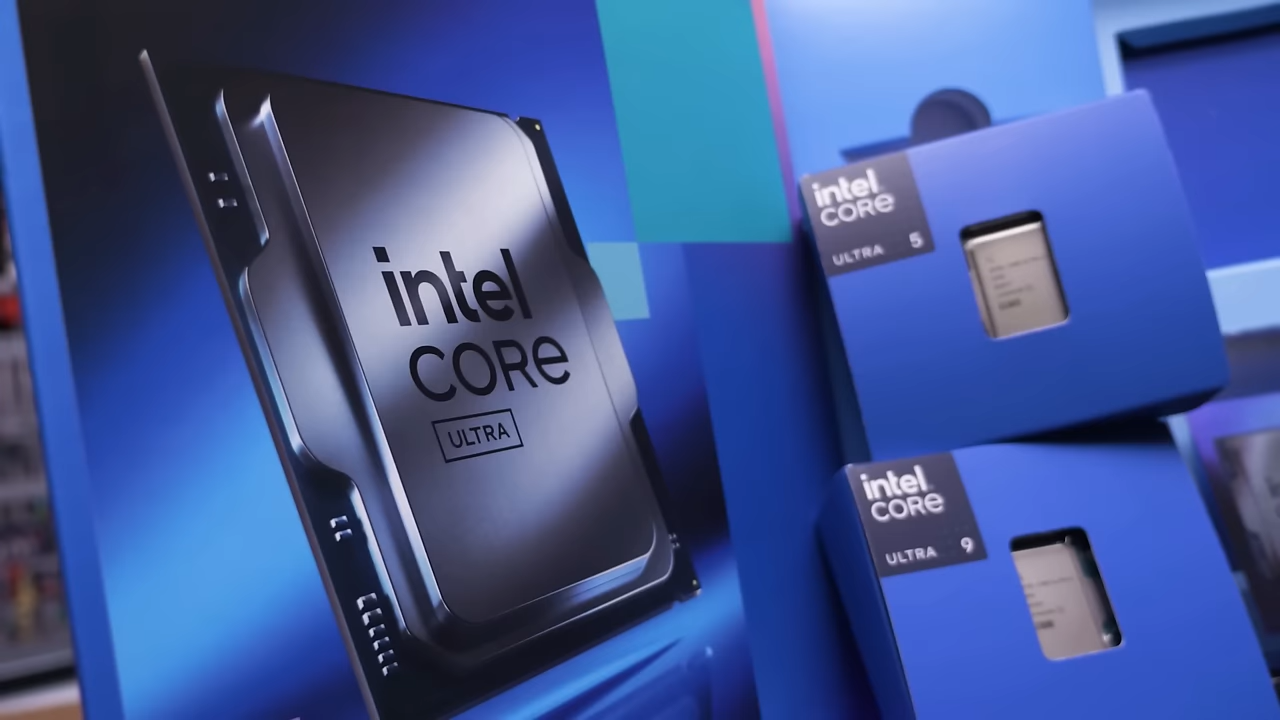 intel
CORE
ULTRA
intel
CORE
ULTRA 5
intel
CORE
ULTRA 9